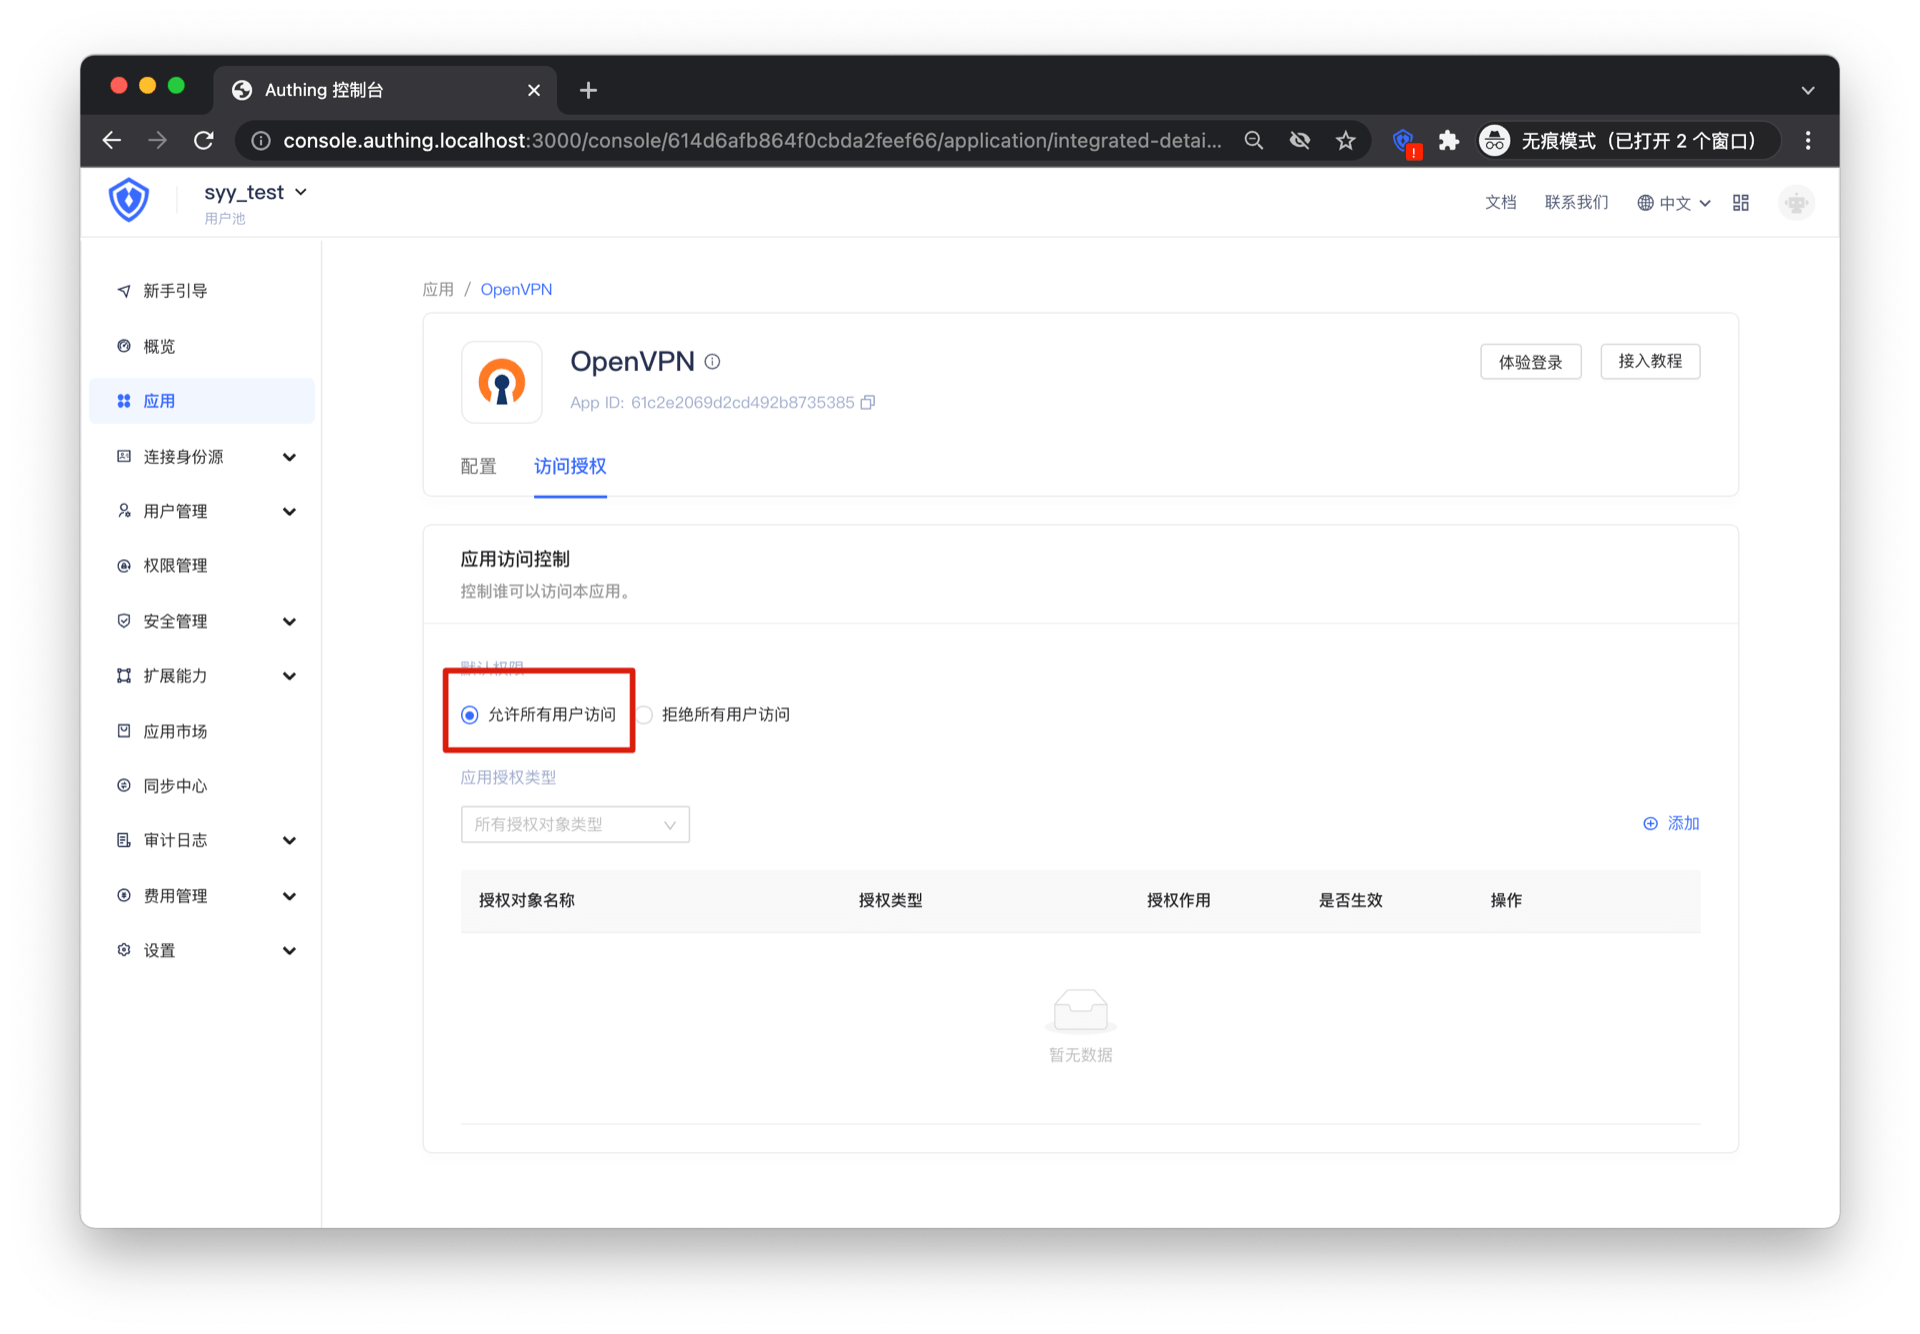 Authing 控制台
console.authing.localhost:3000/console/614d6afb864f0cbda2feef66/application/integrated-detai...
无痕模式（已打开 2 个窗口）
syy_test
用户池
文档
联系我们
中文
新手引导
概览
应用
连接身份源
用户管理
权限管理
安全管理
扩展能力
应用市场
同步中心
审计日志
费用管理
设置
应用 / OpenVPN
OpenVPN
App ID: 61c2e2069d2cd492b8735385
体验登录
接入教程
配置
访问授权
应用访问控制
控制谁可以访问本应用。
默认权限
允许所有用户访问
拒绝所有用户访问
应用授权类型
所有授权对象类型
添加
授权对象名称 授权类型 授权作用 是否生效 操作
暂无数据